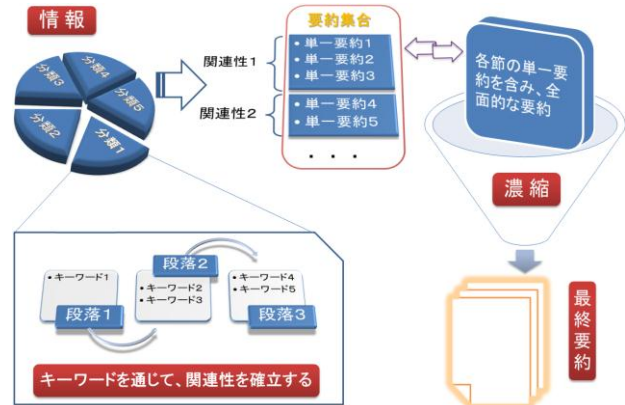 情報
分類3
分類4
分類5
分類2
分類1
要約集合
関連性1
• 単一要約1
• 単一要約2
• 単一要約3
関連性2
• 単一要約4
• 単一要約5
・・・
各節の単一要
約を含み、全
面的な要約
濃縮
最終要約
• キーワード1
段落1
段落2
• キーワード2
• キーワード3
• キーワード4
• キーワード5
段落3
キーワードを通じて、関連性を確立する